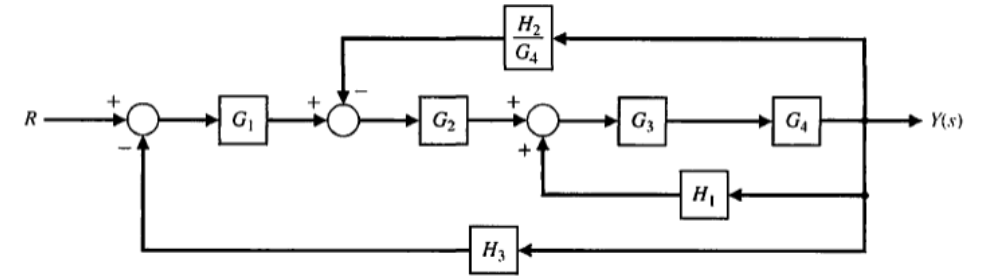 H₂
G₄
R + − G₁ + − G₂ + + G₃ G₄ Y(s)
H₁
H₃